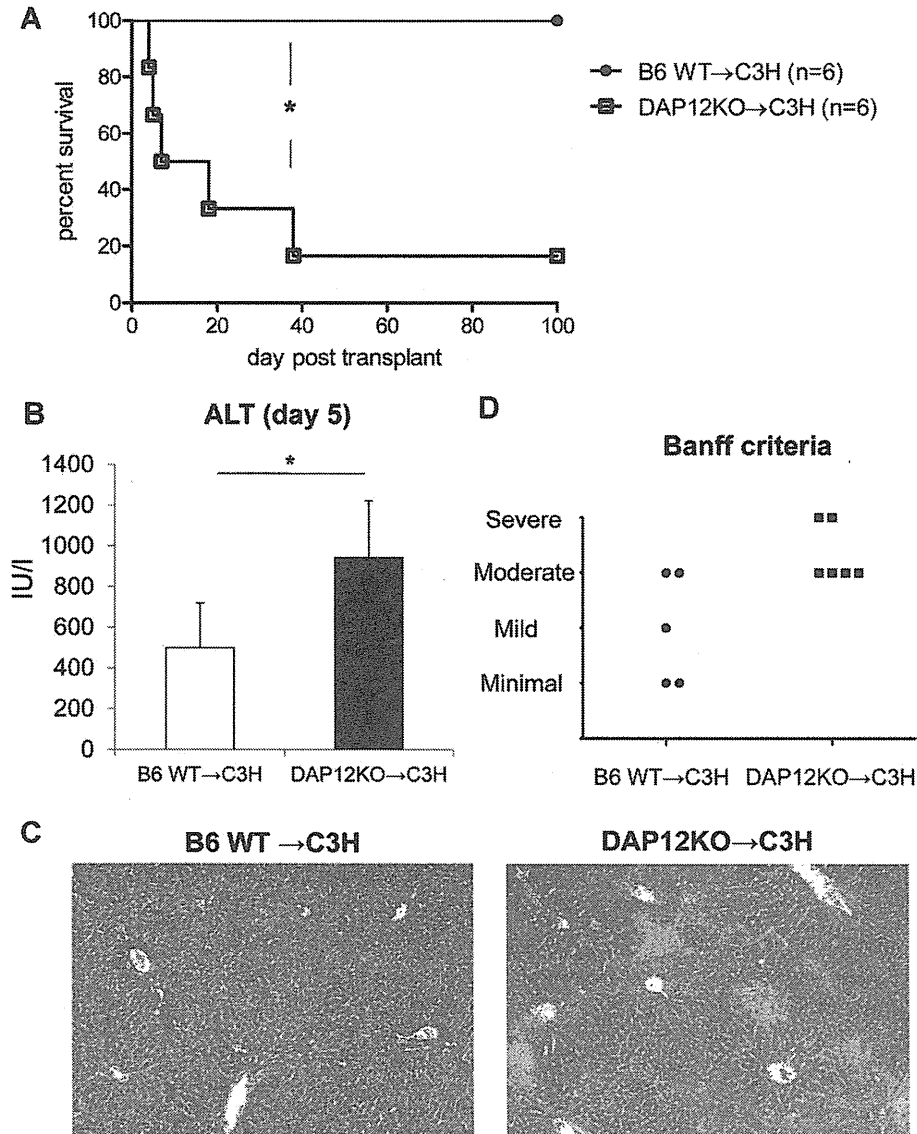 A
100
80
60
40
20
0
percent survival
*
0 20 40 60 80 100
day post transplant
B6 WT→C3H (n=6)
DAP12KO→C3H (n=6)
B
ALT (day 5)
1400
1200
1000
800
600
400
200
0
IU/l
*
B6 WT→C3H DAP12KO→C3H
D
Banff criteria
Severe
Moderate
Mild
Minimal
B6 WT→C3H DAP12KO→C3H
C
B6 WT →C3H
DAP12KO→C3H